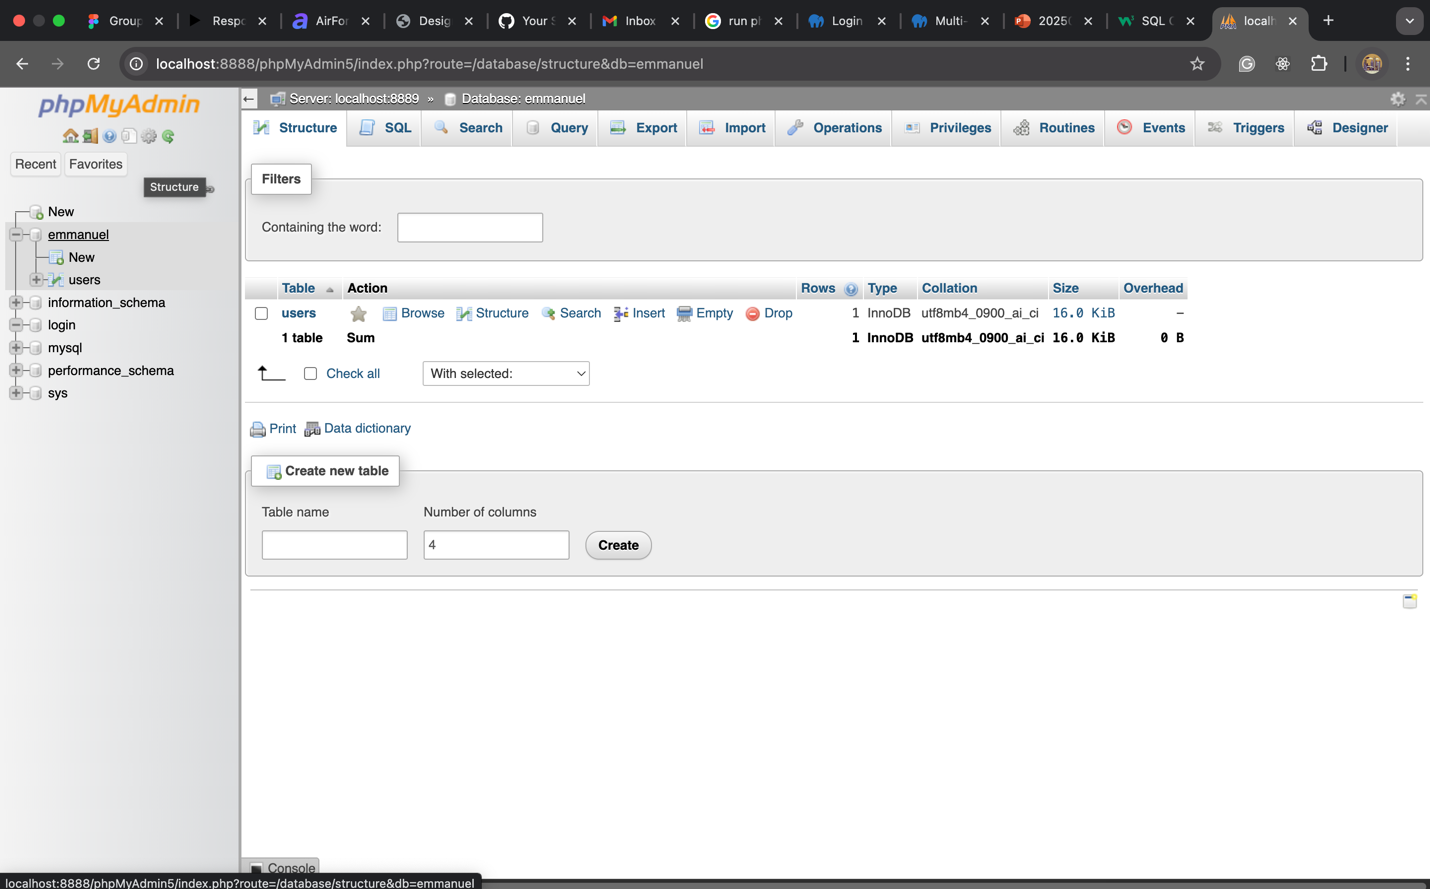 Group
Respo
AirFor
Desig
Your S
Inbox
run ph
Login
Multi-
2025
SQL C
localh
localhost:8888/phpMyAdmin5/index.php?route=/database/structure&db=emmanuel
phpMyAdmin
Recent
Favorites
Structure
New
emmanuel
New
users
information_schema
login
mysql
performance_schema
sys
Server: localhost:8889 » Database: emmanuel
Structure
SQL
Search
Query
Export
Import
Operations
Privileges
Routines
Events
Triggers
Designer
Filters
Containing the word:
Table Action Rows Type Collation Size Overhead
users Browse Structure Search Insert Empty Drop 1 InnoDB utf8mb4_0900_ai_ci 16.0 KiB –
1 table Sum 1 InnoDB utf8mb4_0900_ai_ci 16.0 KiB 0 B
Check all With selected:
Print Data dictionary
Create new table
Table name Number of columns
4 Create
Console
localhost:8888/phpMyAdmin5/index.php?route=/database/structure&db=emmanuel